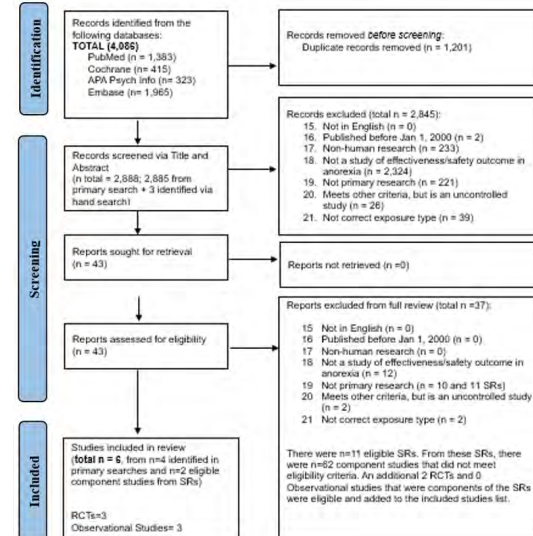 Identification
Records identified from the
following databases:
TOTAL (4,086)
PubMed (n = 1,383)
Cochrane (n= 415)
APA Psych Info (n= 323)
Embase (n= 1,965)
Records removed before screening:
Duplicate records removed (n = 1,201)
Screening
Records screened via Title and
Abstract
(n total = 2,888; 2,885 from
primary search + 3 identified via
hand search)
Records excluded (total n = 2,845):
15. Not in English (n = 0)
16. Published before Jan 1, 2000 (n = 2)
17. Non-human research (n = 233)
18. Not a study of effectiveness/safety outcome in
anorexia (n = 2,324)
19. Not primary research (n = 221)
20. Meets other criteria, but is an uncontrolled
study (n = 26)
21. Not correct exposure type (n = 39)
Reports sought for retrieval
(n = 43)
Reports not retrieved (n =0)
Reports assessed for eligibility
(n = 43)
Reports excluded from full review (total n =37):
15 Not in English (n = 0)
16 Published before Jan 1, 2000 (n = 0)
17 Non-human research (n = 0)
18 Not a study of effectiveness/safety outcome in
anorexia (n = 12)
19 Not primary research (n = 10 and 11 SRs)
20 Meets other criteria, but is an uncontrolled study
(n = 2)
21 Not correct exposure type (n = 2)
There were n=11 eligible SRs. From these SRs, there
were n=62 component studies that did not meet
eligibility criteria. An additional 2 RCTs and 0
Observational studies that were components of the SRs
were eligible and added to the included studies list.
Included
Studies included in review
(total n = 6, from n=4 identified in
primary searches and n=2 eligible
component studies from SRs)
RCTs=3
Observational Studies= 3